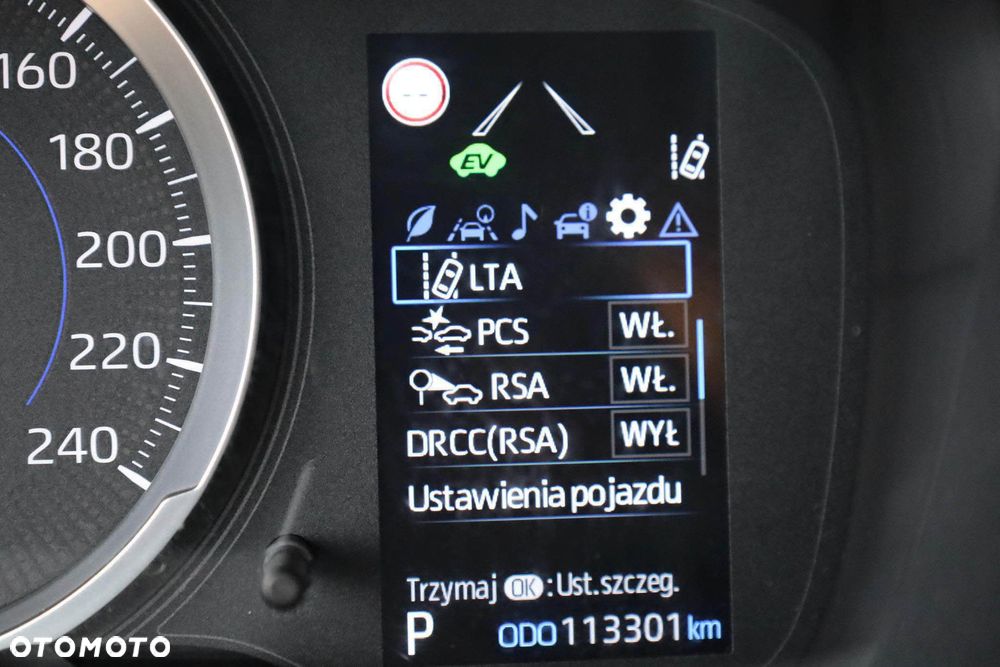 160
180
200
220
240
--
EV
LTA
PCS WŁ.
RSA WŁ.
DRCC(RSA) WYŁ
Ustawienia pojazdu
Trzymaj OK :Ust.szczeg.
P ODO 113301 km
OTOMOTO